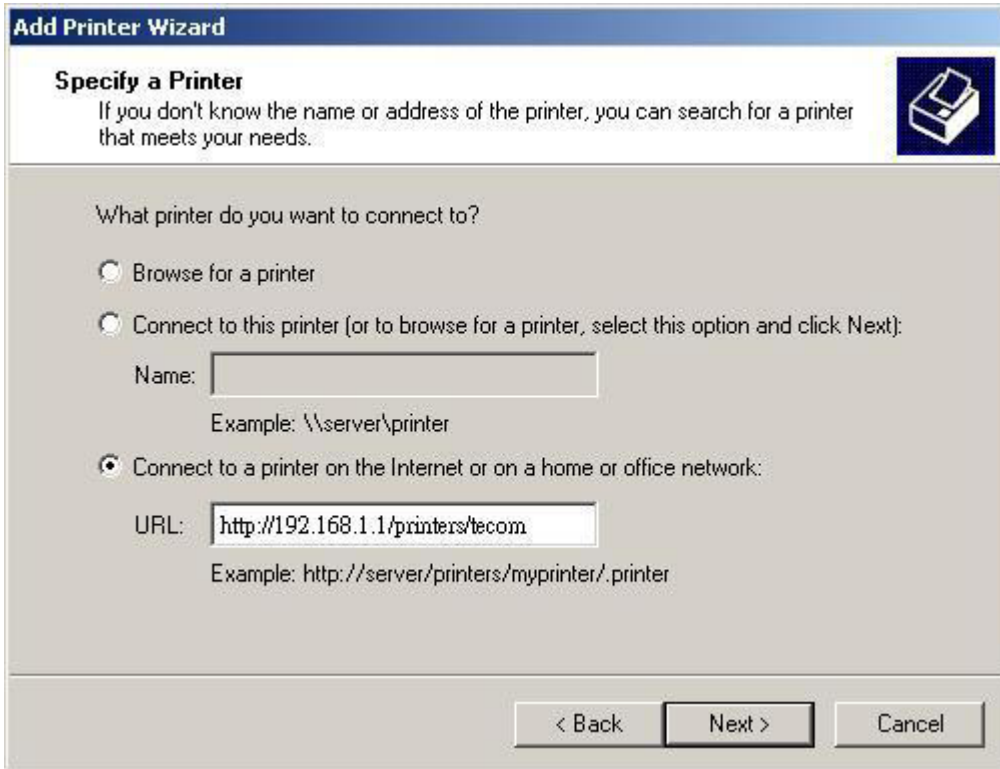 Add Printer Wizard
Specify a Printer
If you don't know the name or address of the printer, you can search for a printer
that meets your needs.
What printer do you want to connect to?
Browse for a printer
Connect to this printer (or to browse for a printer, select this option and click Next):
Name:
Example: \\server\printer
Connect to a printer on the Internet or on a home or office network:
URL: http://192.168.1.1/printers/tecom
Example: http://server/printers/myprinter/.printer
< Back Next > Cancel